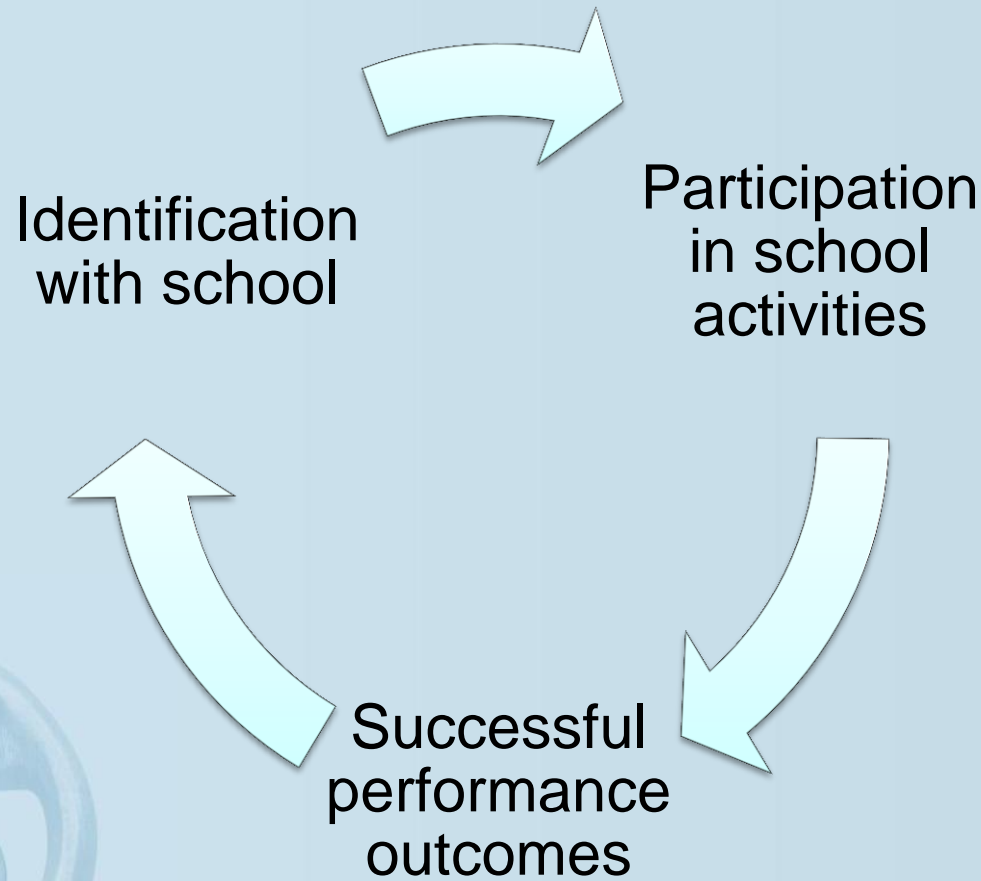 Identification
with school
Participation
in school
activities
Successful
performance
outcomes